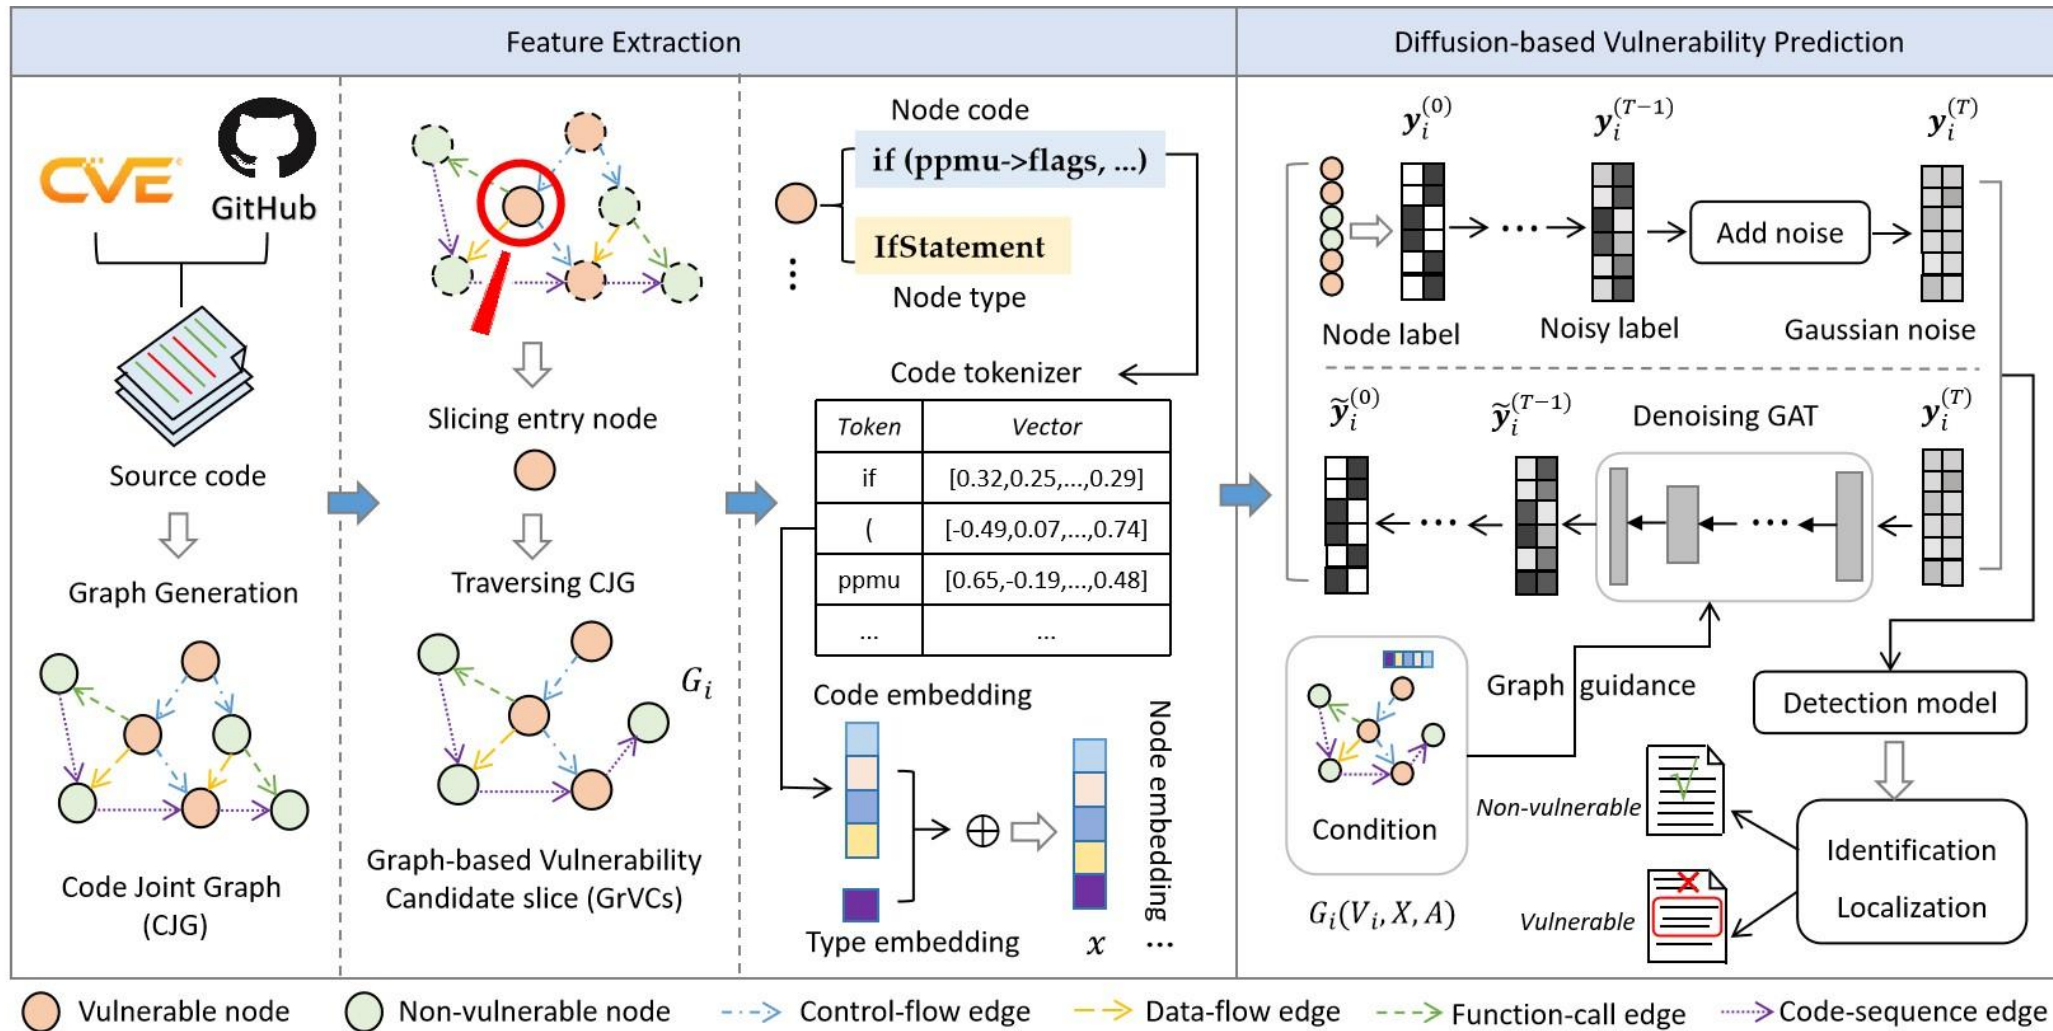 Feature Extraction
Diffusion-based Vulnerability Prediction
CVE
GitHub
Source code
Graph Generation
Code Joint Graph
(CJG)
Slicing entry node
Traversing CJG
G_i
Graph-based Vulnerability
Candidate slice (GrVCs)
Node code
if (ppmu->flags, ...)
IfStatement
Node type
⋮
Code tokenizer
Token Vector
if [0.32,0.25,...,0.29]
( [-0.49,0.07,...,0.74]
ppmu [0.65,-0.19,...,0.48]
... ...
Code embedding
Type embedding
Node embedding
x ...
y_i^(0) y_i^(T−1) y_i^(T)
... Add noise
Node label Noisy label Gaussian noise
ỹ_i^(0) ỹ_i^(T−1) Denoising GAT y_i^(T)
... ...
Graph guidance
Condition
G_i(V_i, X, A)
Detection model
Non-vulnerable
Vulnerable
Identification
Localization
Vulnerable node Non-vulnerable node Control-flow edge Data-flow edge Function-call edge Code-sequence edge